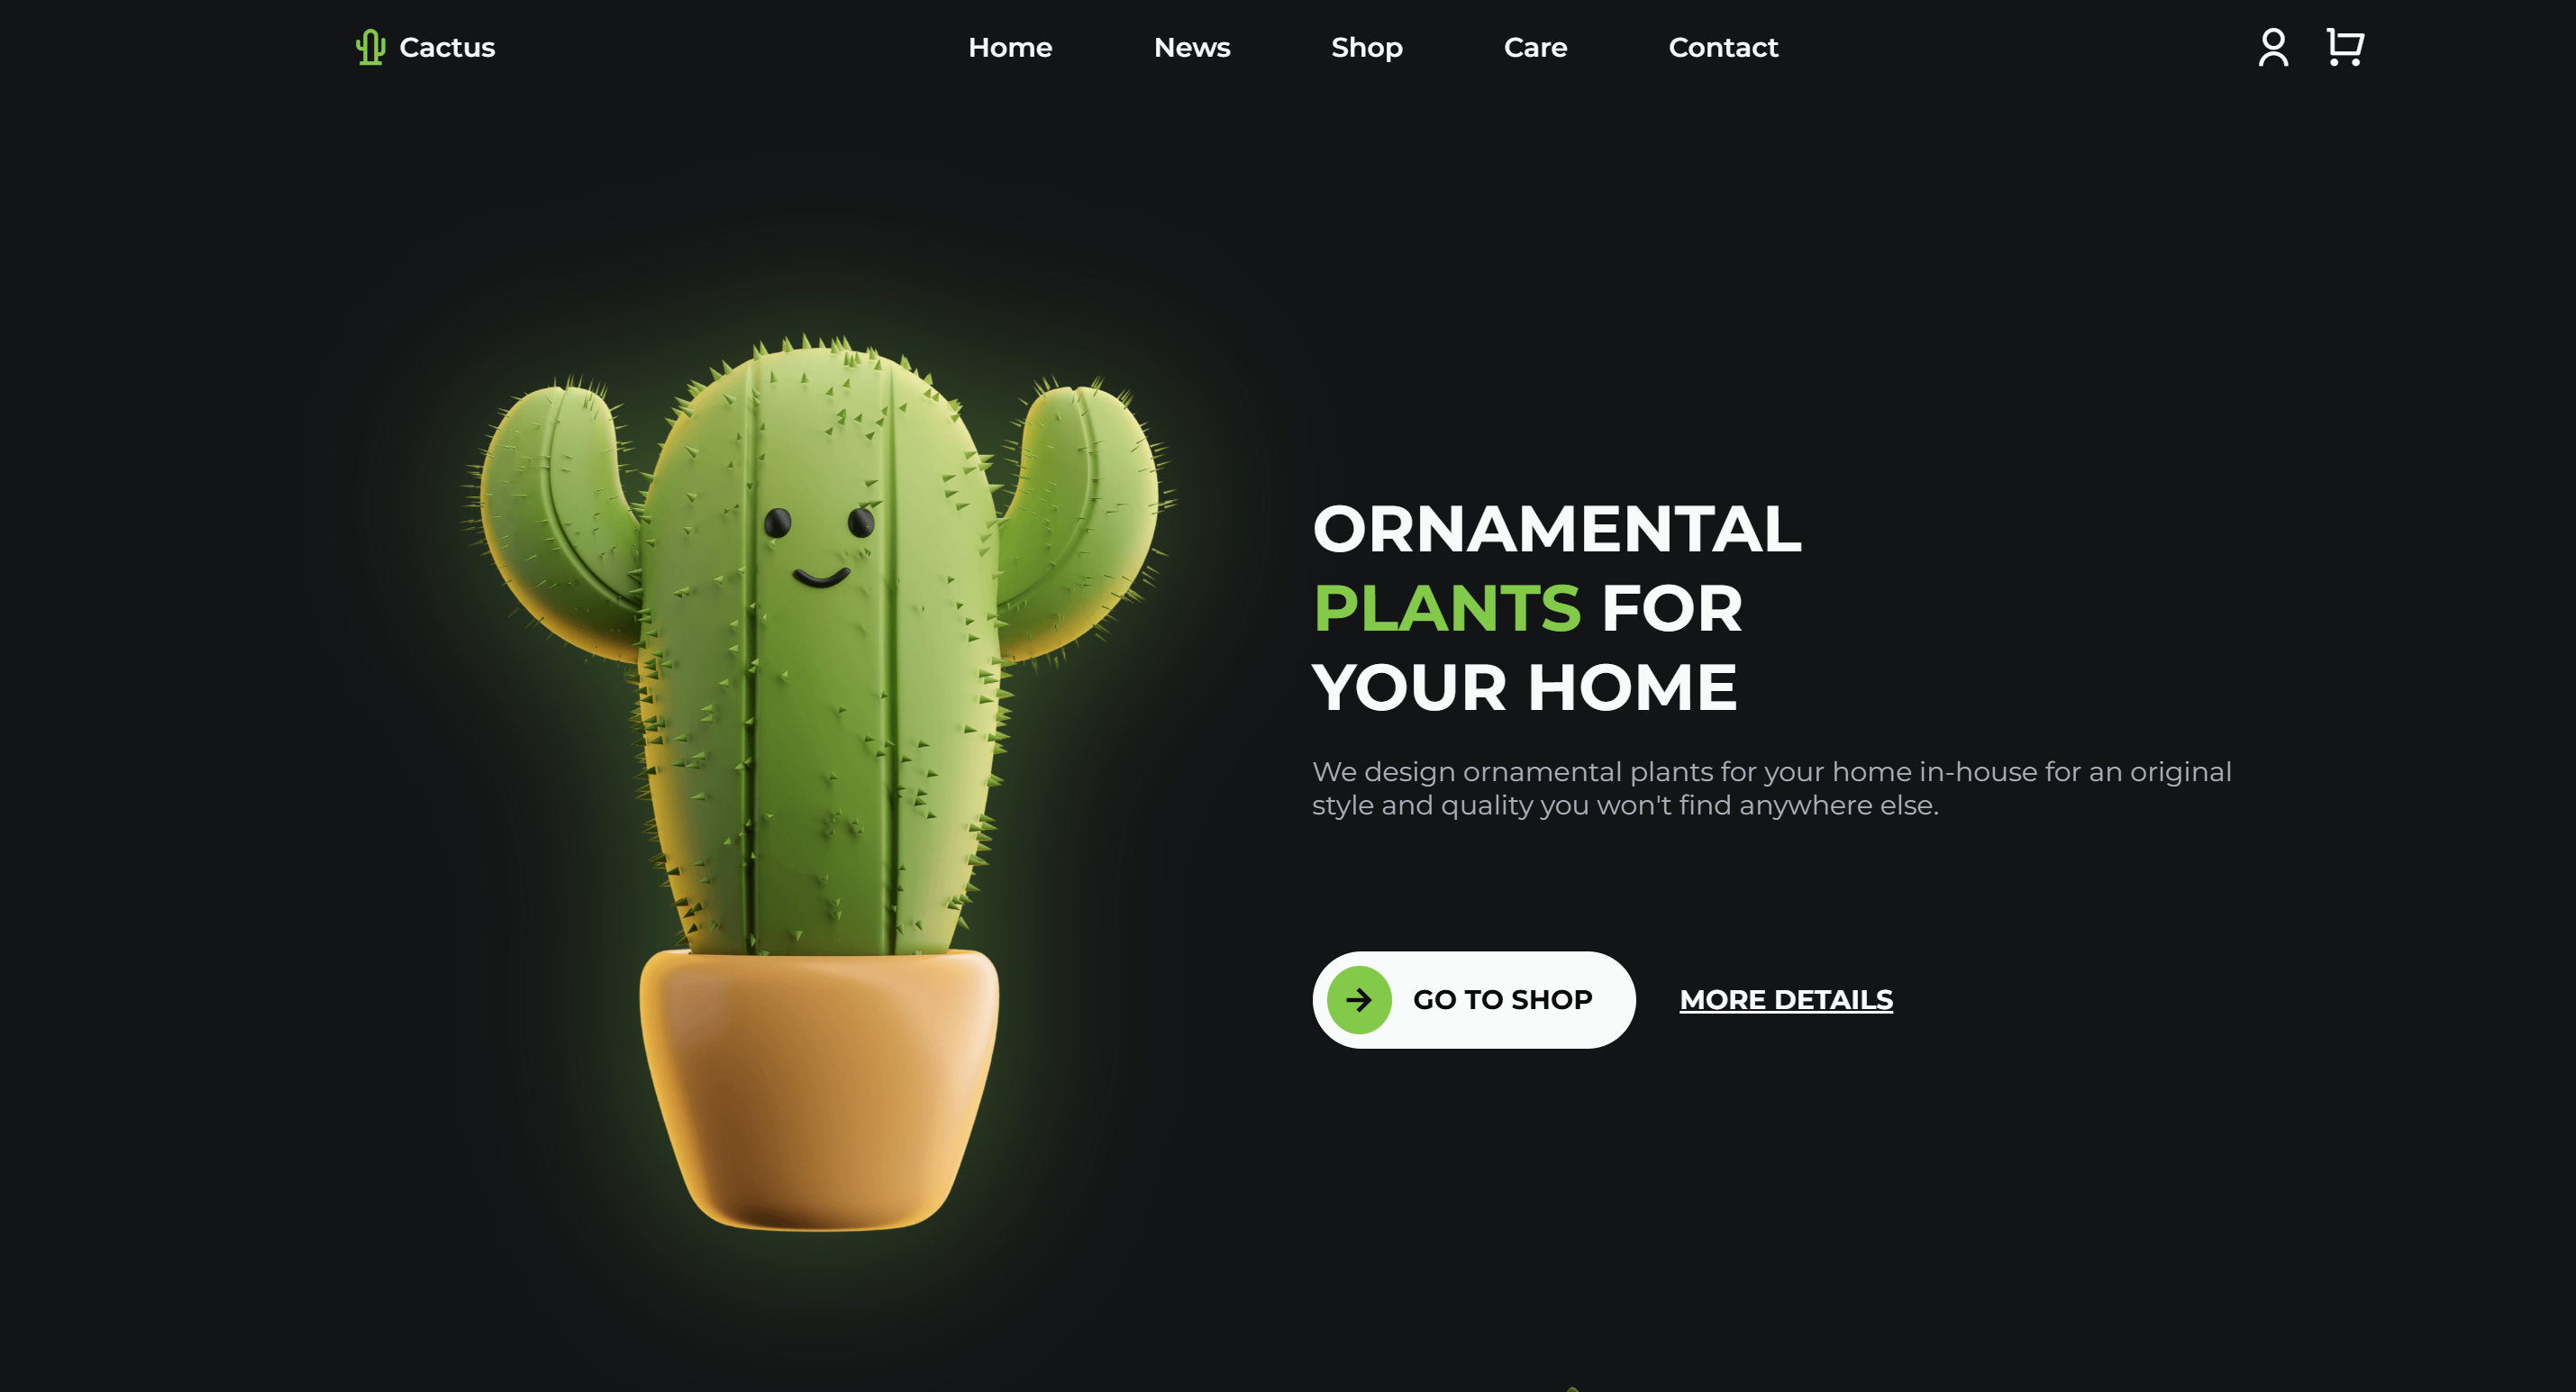 Cactus
Home News Shop Care Contact
ORNAMENTAL
PLANTS FOR
YOUR HOME
We design ornamental plants for your home in-house for an original
style and quality you won't find anywhere else.
GO TO SHOP
MORE DETAILS